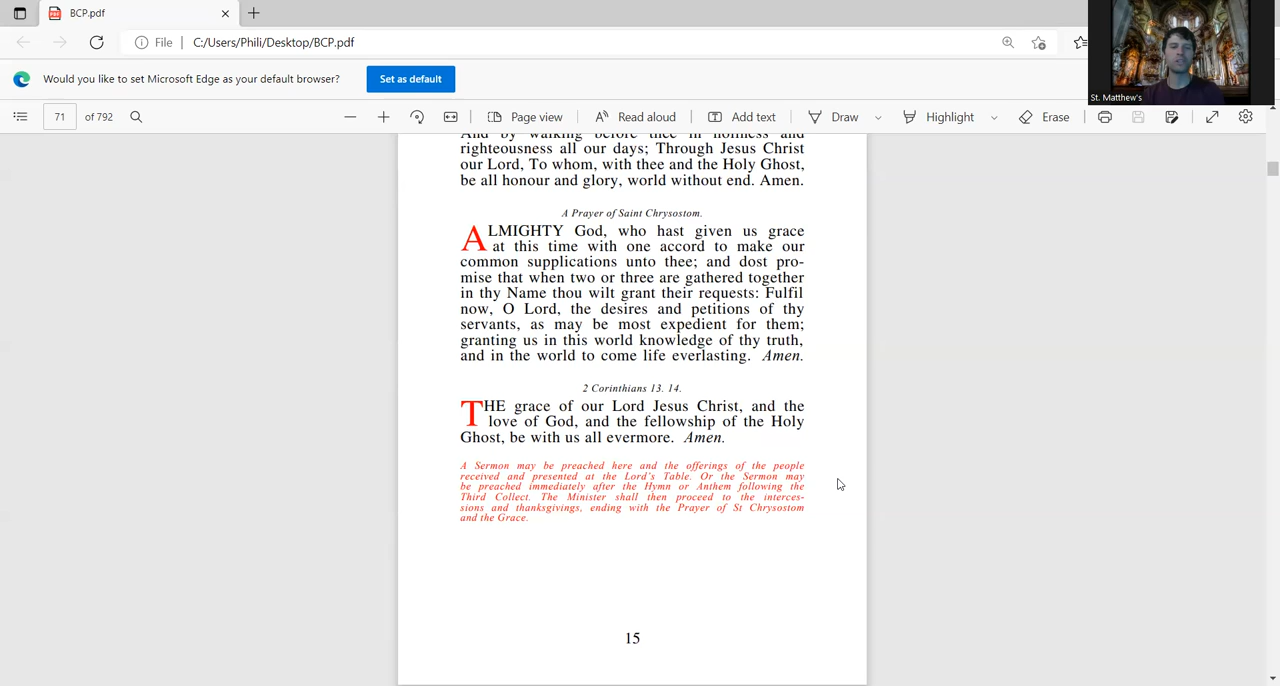 BCP.pdf
File C:/Users/Phili/Desktop/BCP.pdf
Would you like to set Microsoft Edge as your default browser? Set as default
St. Matthew's
71 of 792 Page view Read aloud Add text Draw Highlight Erase
And by walking before thee in holiness and
righteousness all our days; Through Jesus Christ
our Lord, To whom, with thee and the Holy Ghost,
be all honour and glory, world without end. Amen.
A Prayer of Saint Chrysostom.
ALMIGHTY God, who hast given us grace
at this time with one accord to make our
common supplications unto thee; and dost pro-
mise that when two or three are gathered together
in thy Name thou wilt grant their requests: Fulfil
now, O Lord, the desires and petitions of thy
servants, as may be most expedient for them;
granting us in this world knowledge of thy truth,
and in the world to come life everlasting. Amen.
2 Corinthians 13. 14.
THE grace of our Lord Jesus Christ, and the
love of God, and the fellowship of the Holy
Ghost, be with us all evermore. Amen.
A Sermon may be preached here and the offerings of the people
received and presented at the Lord's Table. Or the Sermon may
be preached immediately after the Hymn or Anthem following the
Third Collect. The Minister shall then proceed to the interces-
sions and thanksgivings, ending with the Prayer of St Chrysostom
and the Grace.
15